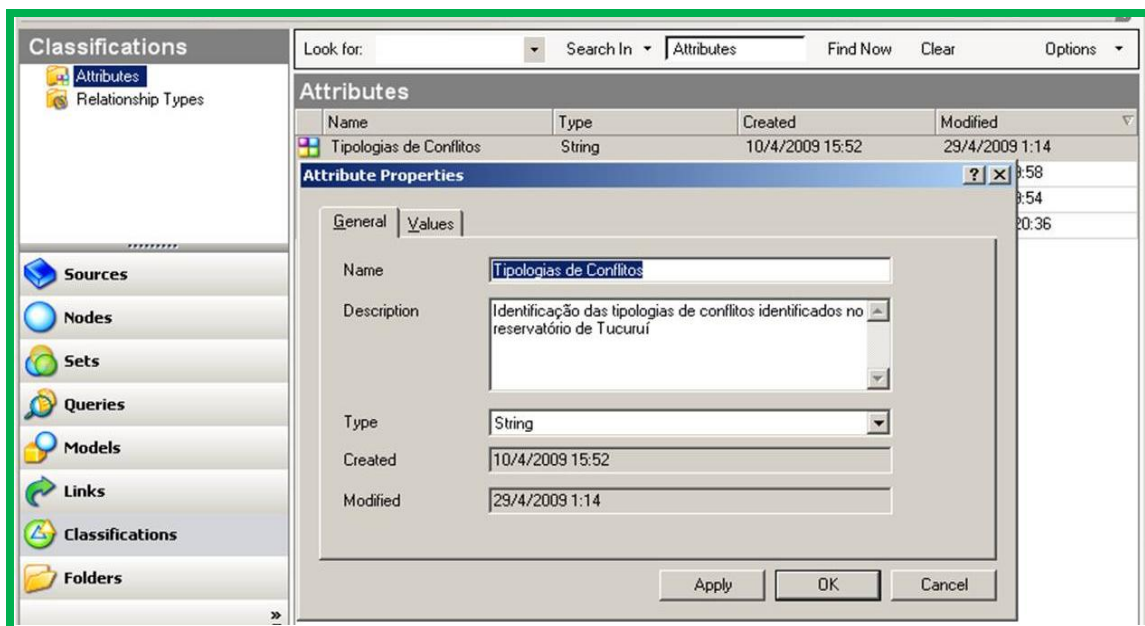 Classifications
Attributes
Relationship Types
Sources
Nodes
Sets
Queries
Models
Links
Classifications
Folders
»
Look for: Search In Attributes Find Now Clear Options
Attributes
Name Type Created Modified
Tipologias de Conflitos String 10/4/2009 15:52 29/4/2009 1:14
:58
:54
20:36
Attribute Properties
General Values
Name Tipologias de Conflitos
Description Identificação das tipologias de conflitos identificados no
reservatório de Tucuruí
Type String
Created 10/4/2009 15:52
Modified 29/4/2009 1:14
Apply OK Cancel